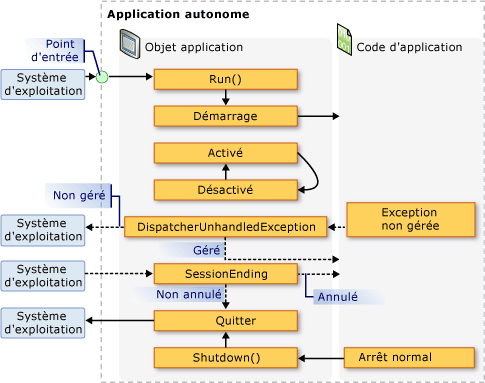 Application autonome
Point
d'entrée
Objet application
Code d'application
Système
d'exploitation
Run()
Démarrage
Activé
Désactivé
Non géré
Système
d'exploitation
DispatcherUnhandledException
Exception
non gérée
Géré
Système
d'exploitation
SessionEnding
Non annulé
Annulé
Système
d'exploitation
Quitter
Shutdown()
Arrêt normal